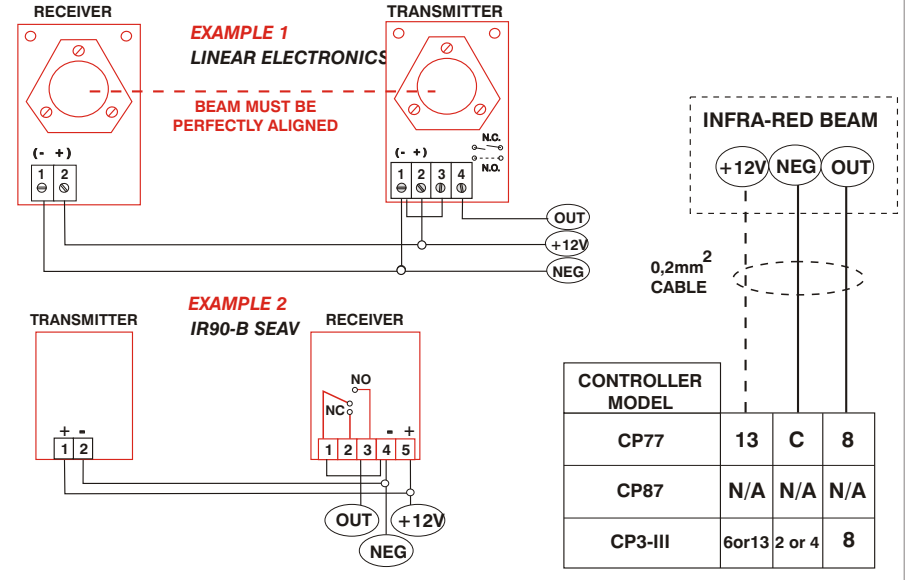 RECEIVER
TRANSMITTER
EXAMPLE 1
LINEAR ELECTRONICS
BEAM MUST BE
PERFECTLY ALIGNED
(- +)
1 2
N.C.
N.O.
(- +)
1 2 3 4
OUT
+12V
NEG
EXAMPLE 2
IR90-B SEAV
TRANSMITTER
RECEIVER
NO
NC
+ -
1 2
- +
1 2 3 4 5
OUT
+12V
NEG
INFRA-RED BEAM
+12V NEG OUT
0,2mm²
CABLE
CONTROLLER
MODEL
CP77 13 C 8
CP87 N/A N/A N/A
CP3-III 6or13 2 or 4 8